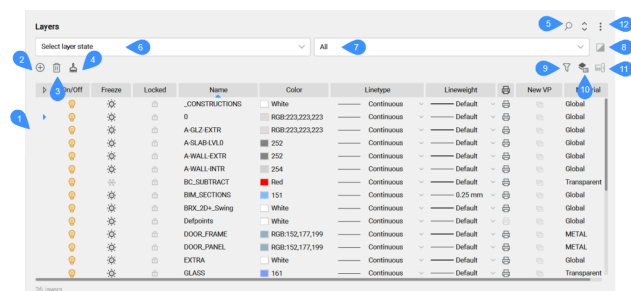 Layers
5
12
Select layer state
6
All
7
8
2
3
4
9
10
11
On/Off Freeze Locked Name Color Linetype Lineweight New VP
1
_CONSTRUCTIONS White Continuous Default Global
0 RGB:223,223,223 Continuous Default Global
A-GLZ-EXTR RGB:223,223,223 Continuous Default Global
A-SLAB-LVL0 252 Continuous Default Global
A-WALL-EXTR 252 Continuous Default Global
A-WALL-INTR 254 Continuous Default Global
BC_SUBTRACT Red Continuous Default Transparent
BIM_SECTIONS 151 Continuous 0.25 mm Global
BRX_2D+_Swing White Continuous Default Global
Defpoints White Continuous Default Global
DOOR_FRAME RGB:152,177,199 Continuous Default METAL
DOOR_PANEL RGB:152,177,199 Continuous Default METAL
EXTRA White Continuous Default Global
GLASS 161 Continuous Default Transparent